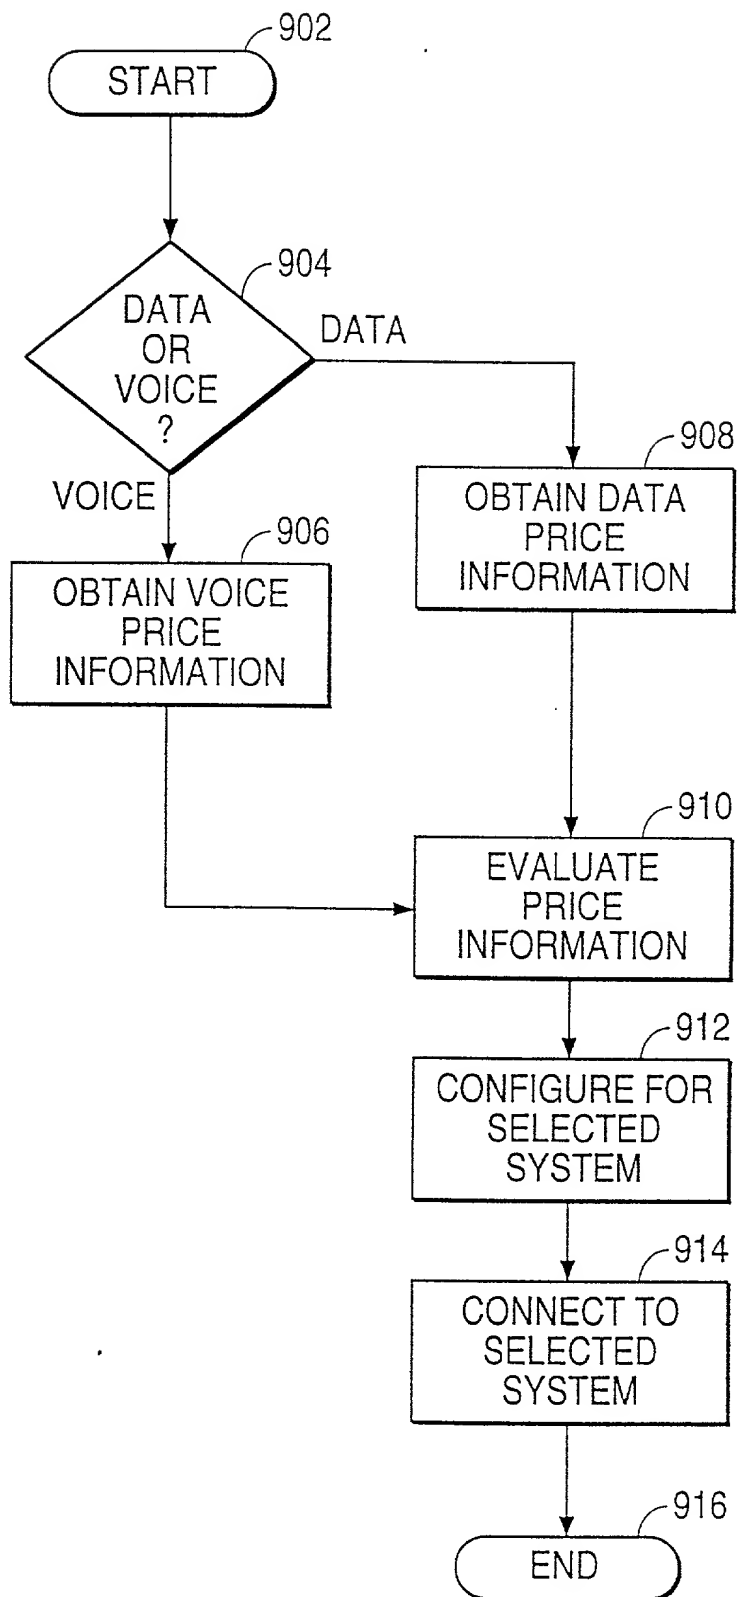 902
START
904
DATA
OR
VOICE
?
DATA
VOICE
906
OBTAIN VOICE
PRICE
INFORMATION
908
OBTAIN DATA
PRICE
INFORMATION
910
EVALUATE
PRICE
INFORMATION
912
CONFIGURE FOR
SELECTED
SYSTEM
914
CONNECT TO
SELECTED
SYSTEM
916
END